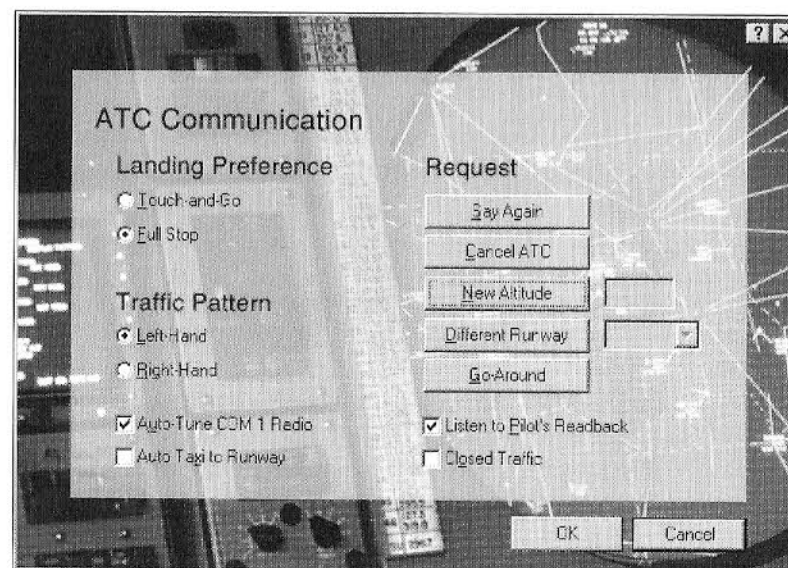 ? ×
ATC Communication
Landing Preference
Touch-and-Go
Full Stop
Traffic Pattern
Left-Hand
Right-Hand
Auto-Tune COM 1 Radio
Auto Taxi to Runway
Request
Say Again
Cancel ATC
New Altitude
Different Runway
Go-Around
Listen to Pilot's Readback
Closed Traffic
OK
Cancel